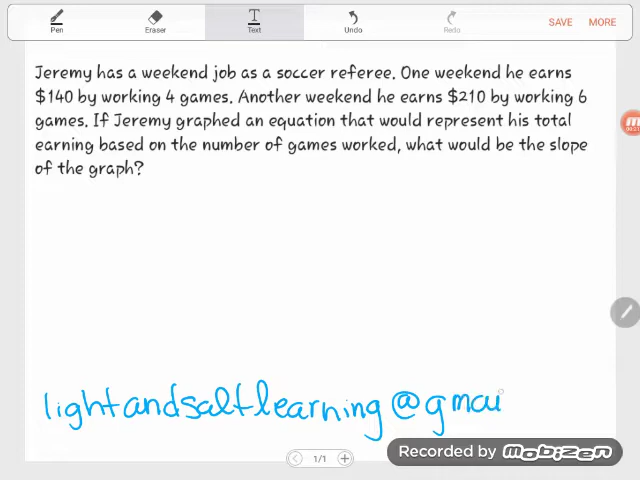 Pen Eraser Text Undo Redo SAVE MORE
Jeremy has a weekend job as a soccer referee. One weekend he earns
$140 by working 4 games. Another weekend he earns $210 by working 6
games. If Jeremy graphed an equation that would represent his total
earning based on the number of games worked, what would be the slope
of the graph?
lightandsaltlearning@gmai
1/1
Recorded by mobizen